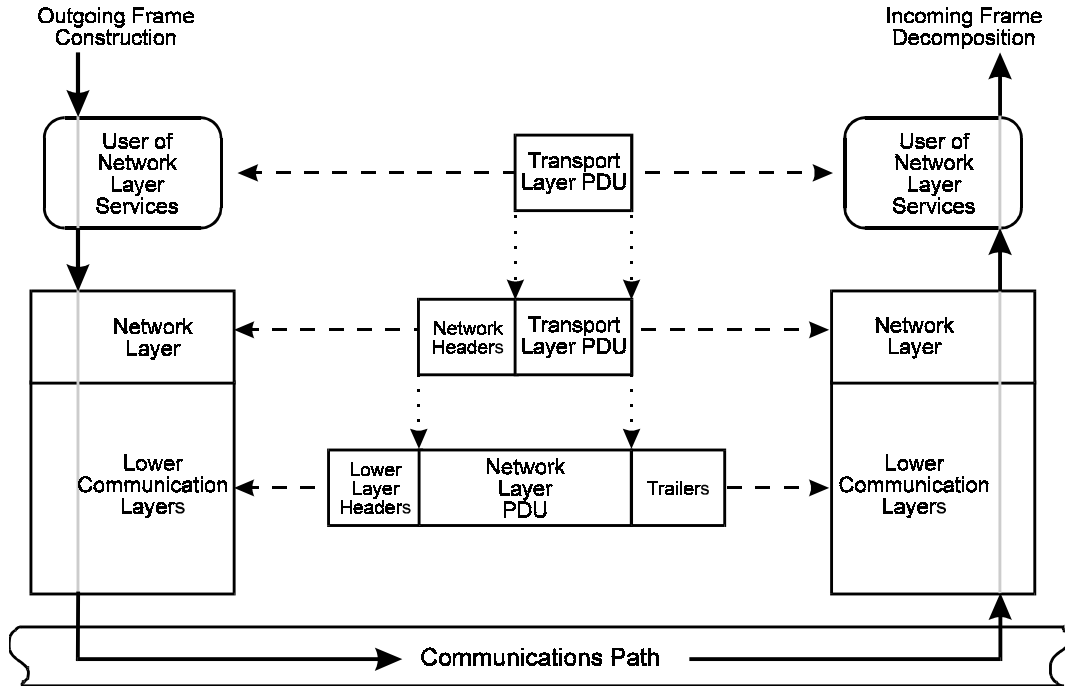 Outgoing Frame
Construction
Incoming Frame
Decomposition
User of
Network
Layer
Services
Transport
Layer PDU
User of
Network
Layer
Services
Network
Layer
Network
Headers
Transport
Layer PDU
Network
Layer
Lower
Communication
Layers
Lower
Layer
Headers
Network
Layer
PDU
Trailers
Lower
Communication
Layers
Communications Path